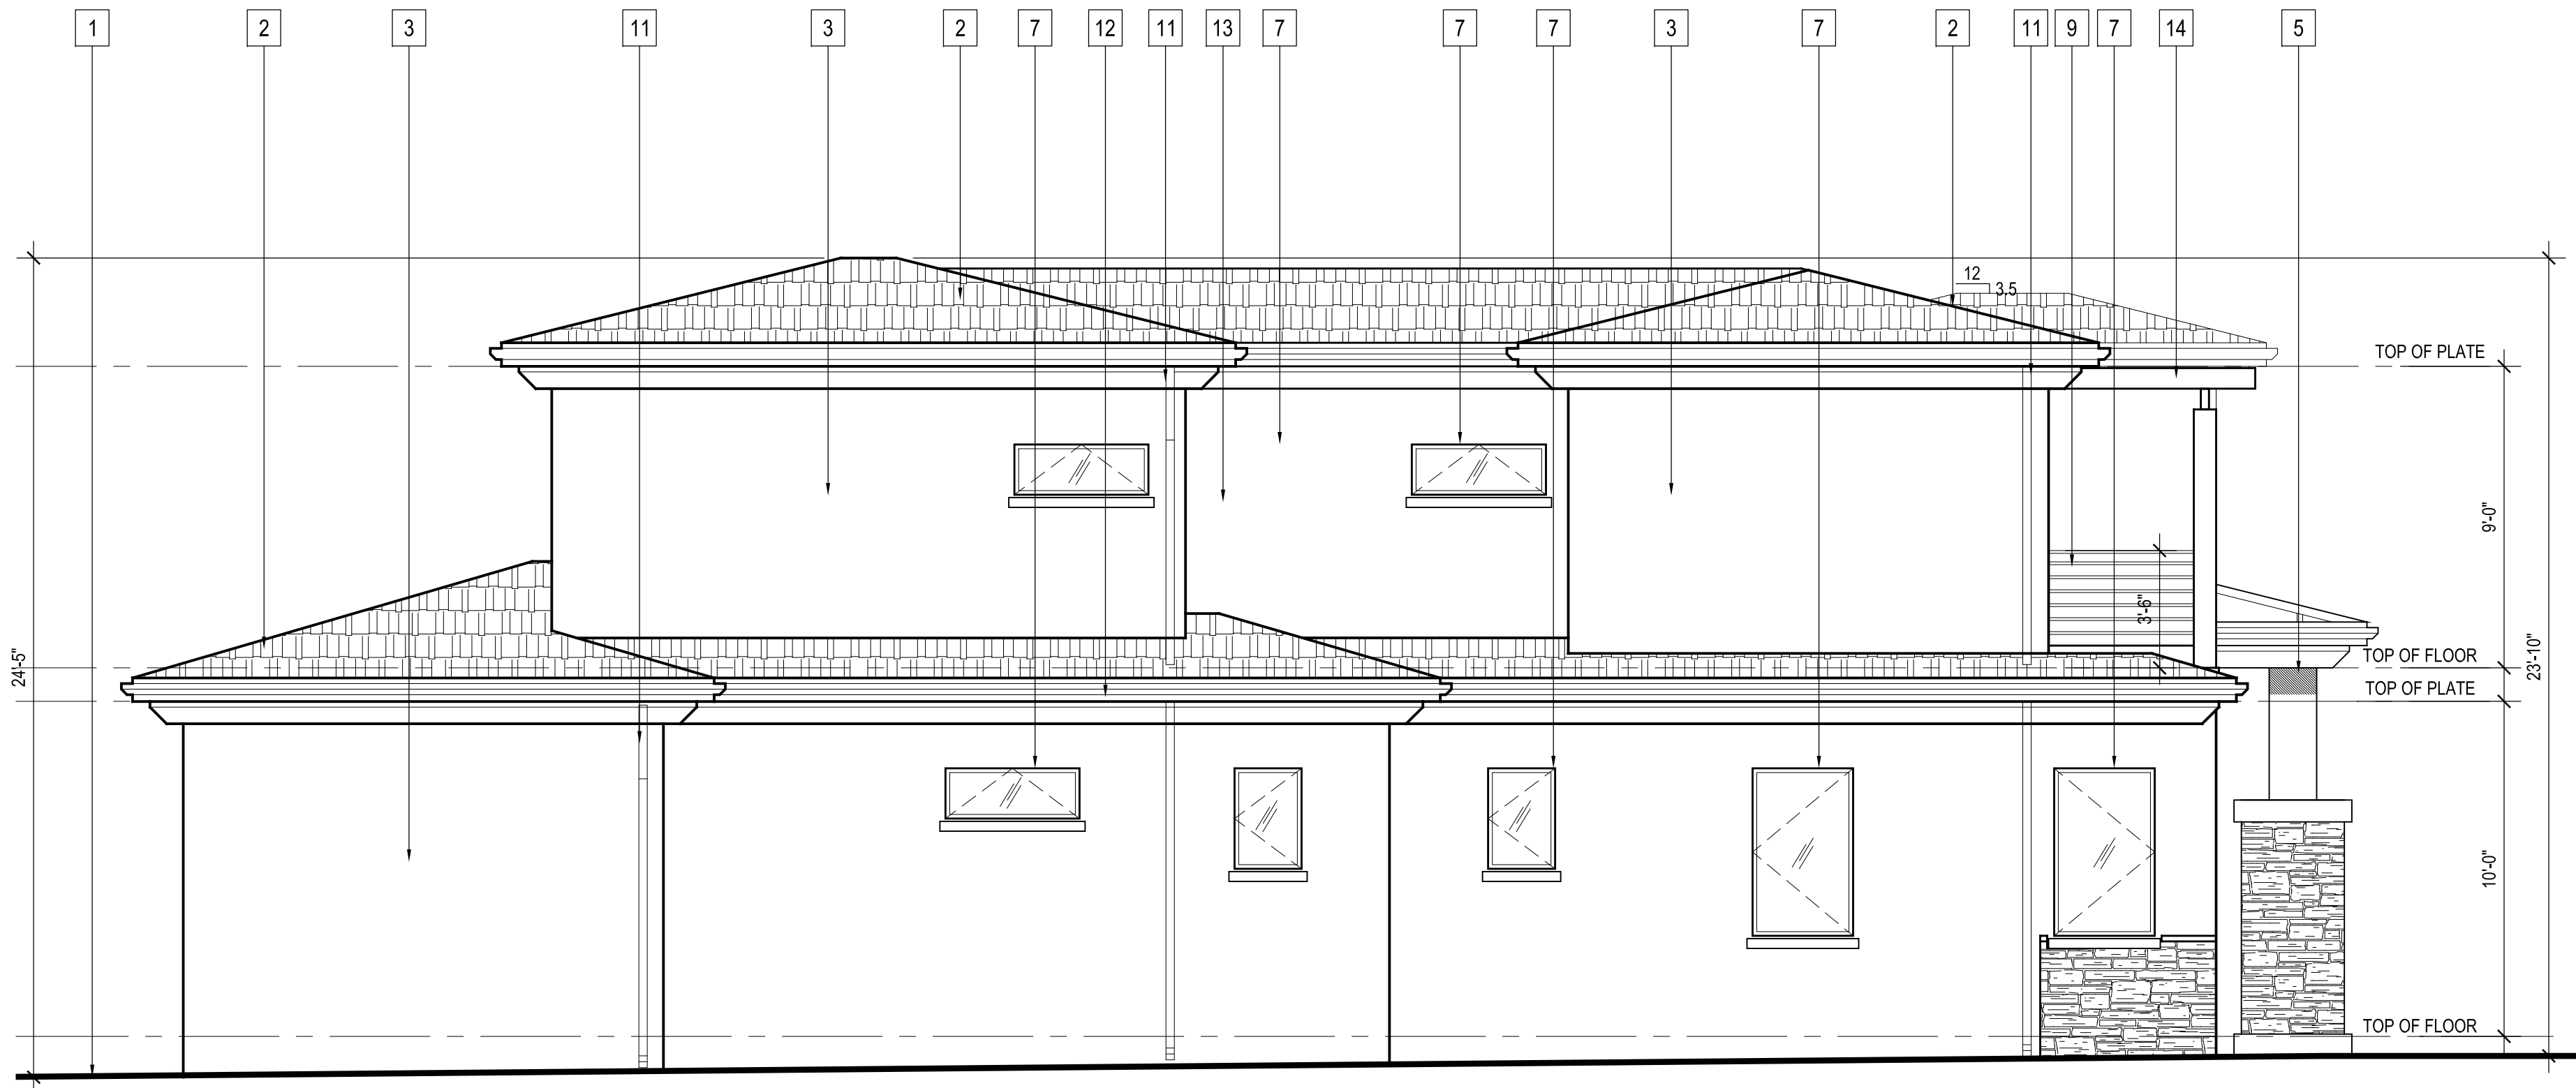 1 2 3 11 3 2 7 12 11 13 7 7 7 3 7 2 11 9 7 14 5
12
3.5
TOP OF PLATE
9'-0"
3'-6"
24'-5"
23'-10"
TOP OF FLOOR
TOP OF PLATE
10'-0"
TOP OF FLOOR